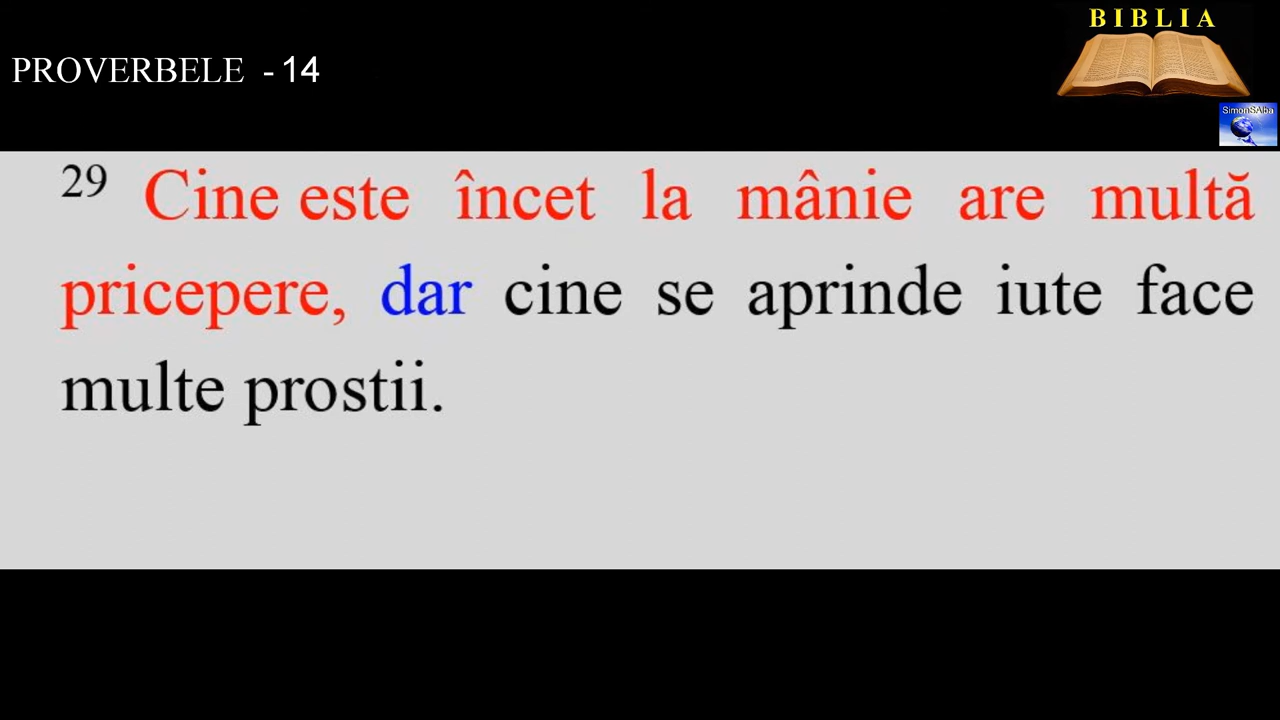 BIBLIA
PROVERBELE - 14
SimonSAlba
29 Cine este încet la mânie are multă
pricepere, dar cine se aprinde iute face
multe prostii.